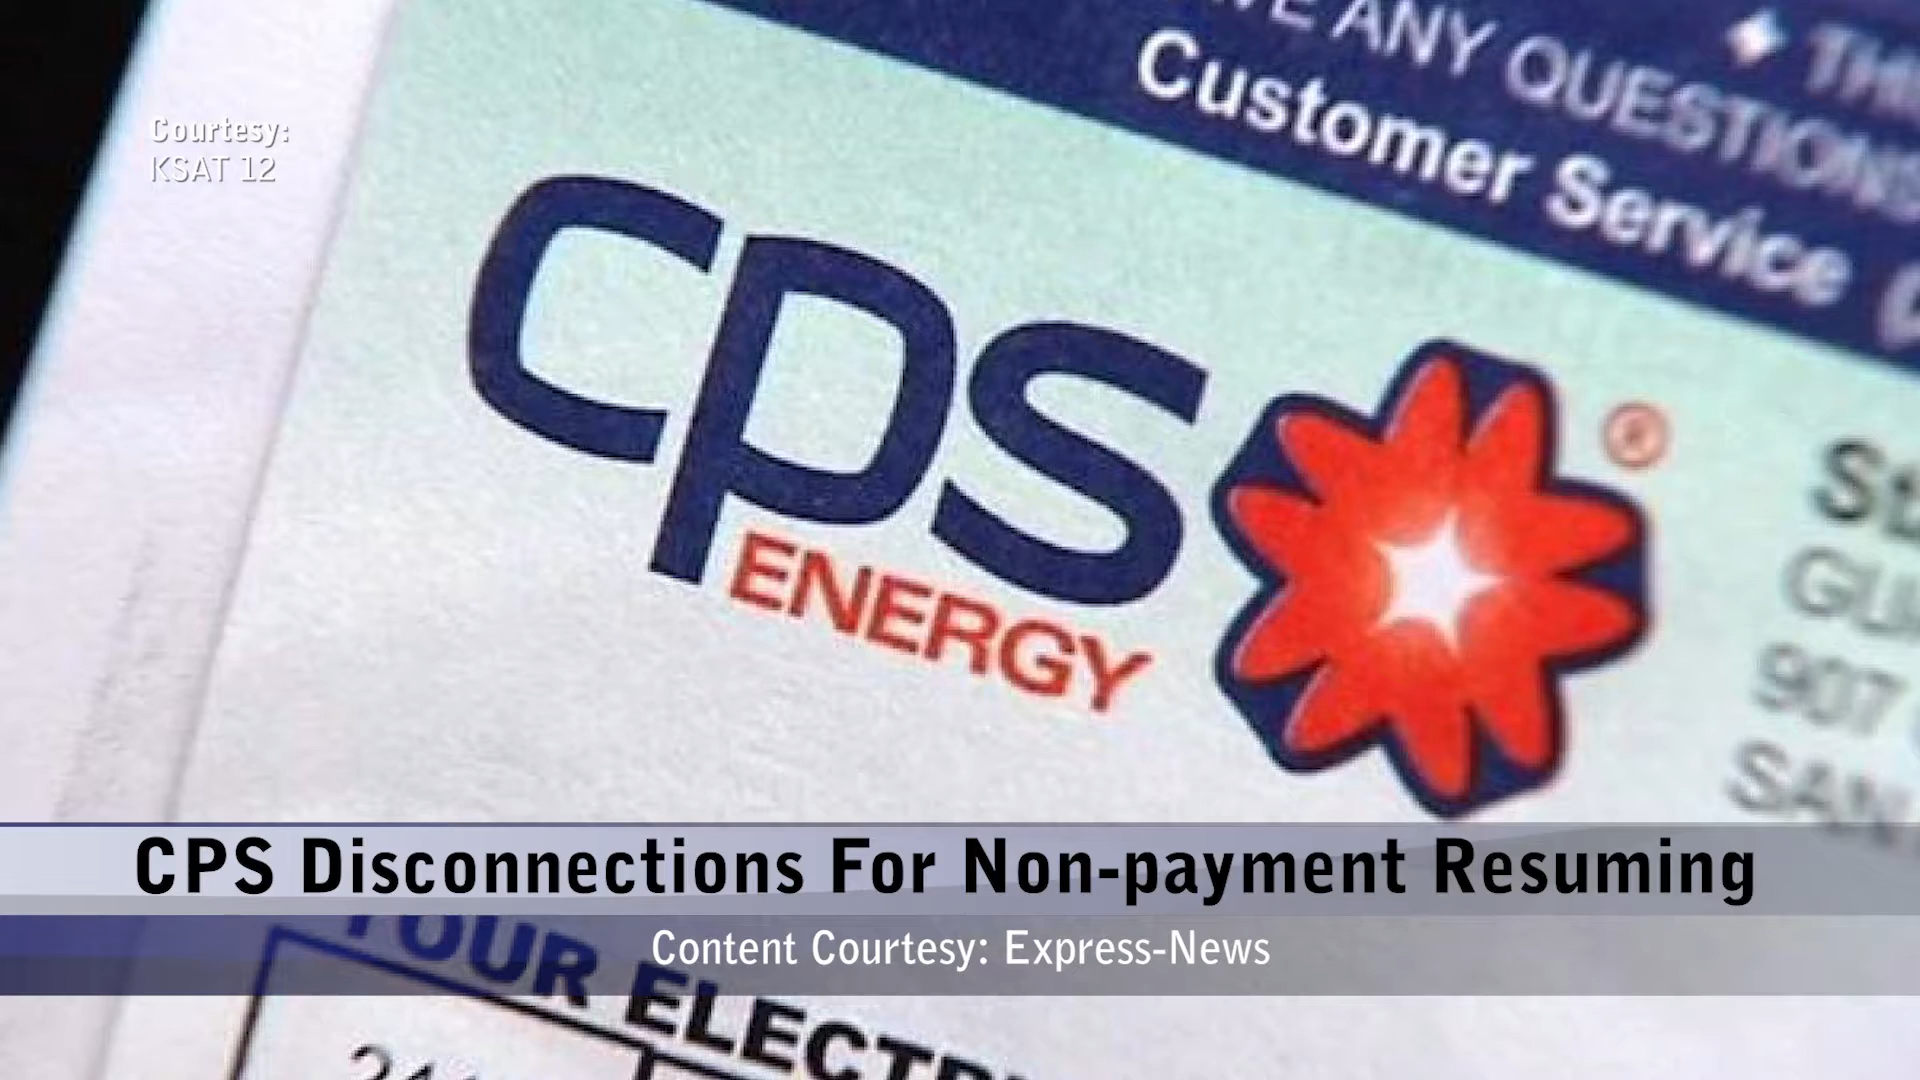 ANY QUESTIONS
Customer Service
Courtesy:
KSAT 12
cps
ENERGY
®
907
CPS Disconnections For Non-payment Resuming
Content Courtesy: Express-News
YOUR